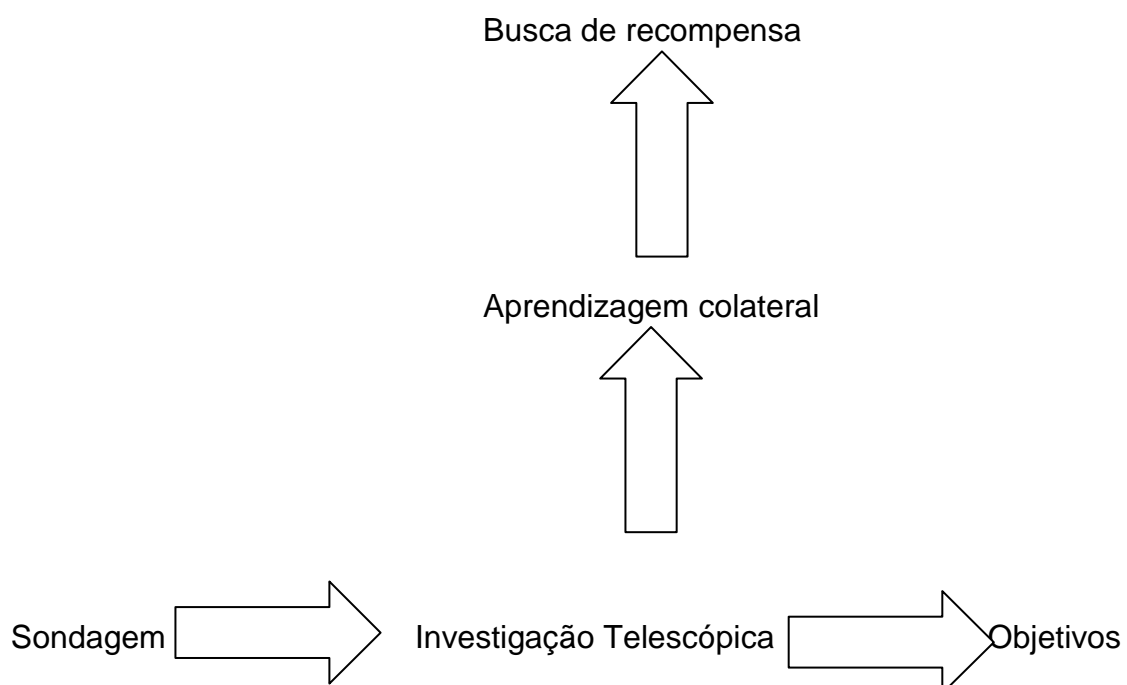 Busca de recompensa
Aprendizagem colateral
Sondagem
Investigação Telescópica
Objetivos